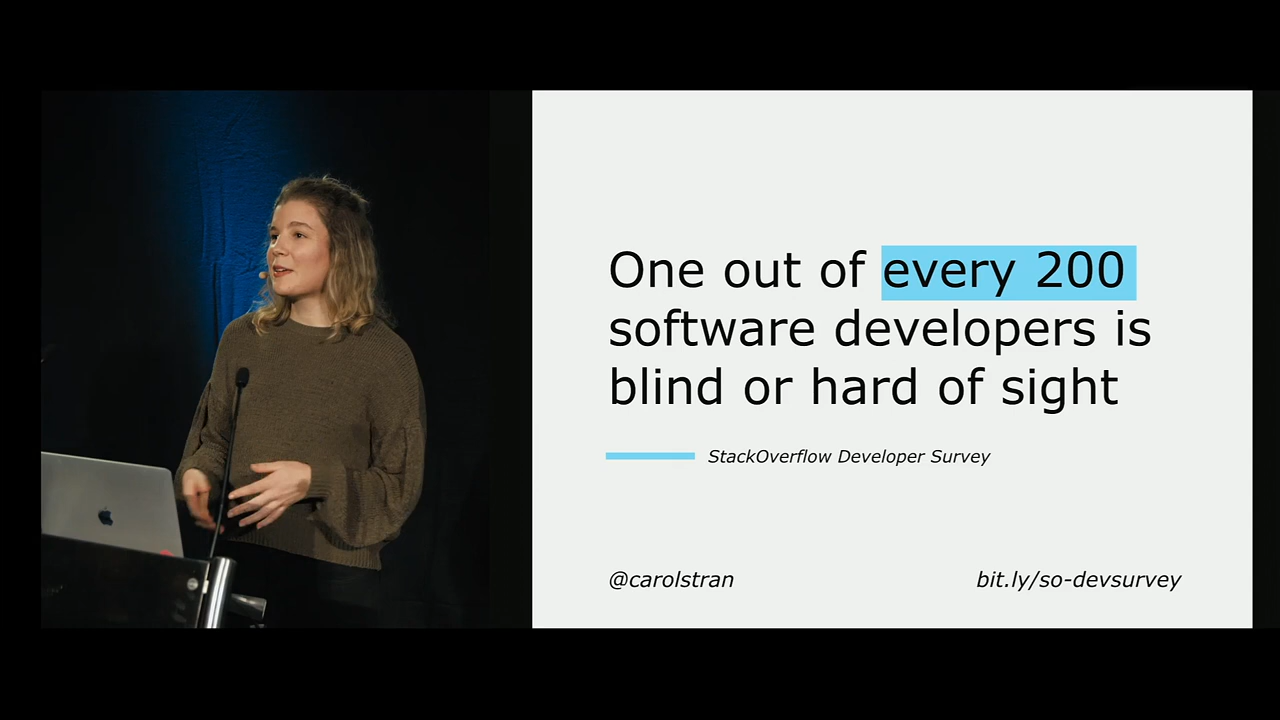 One out of every 200
software developers is
blind or hard of sight
StackOverflow Developer Survey
@carolstran
bit.ly/so-devsurvey